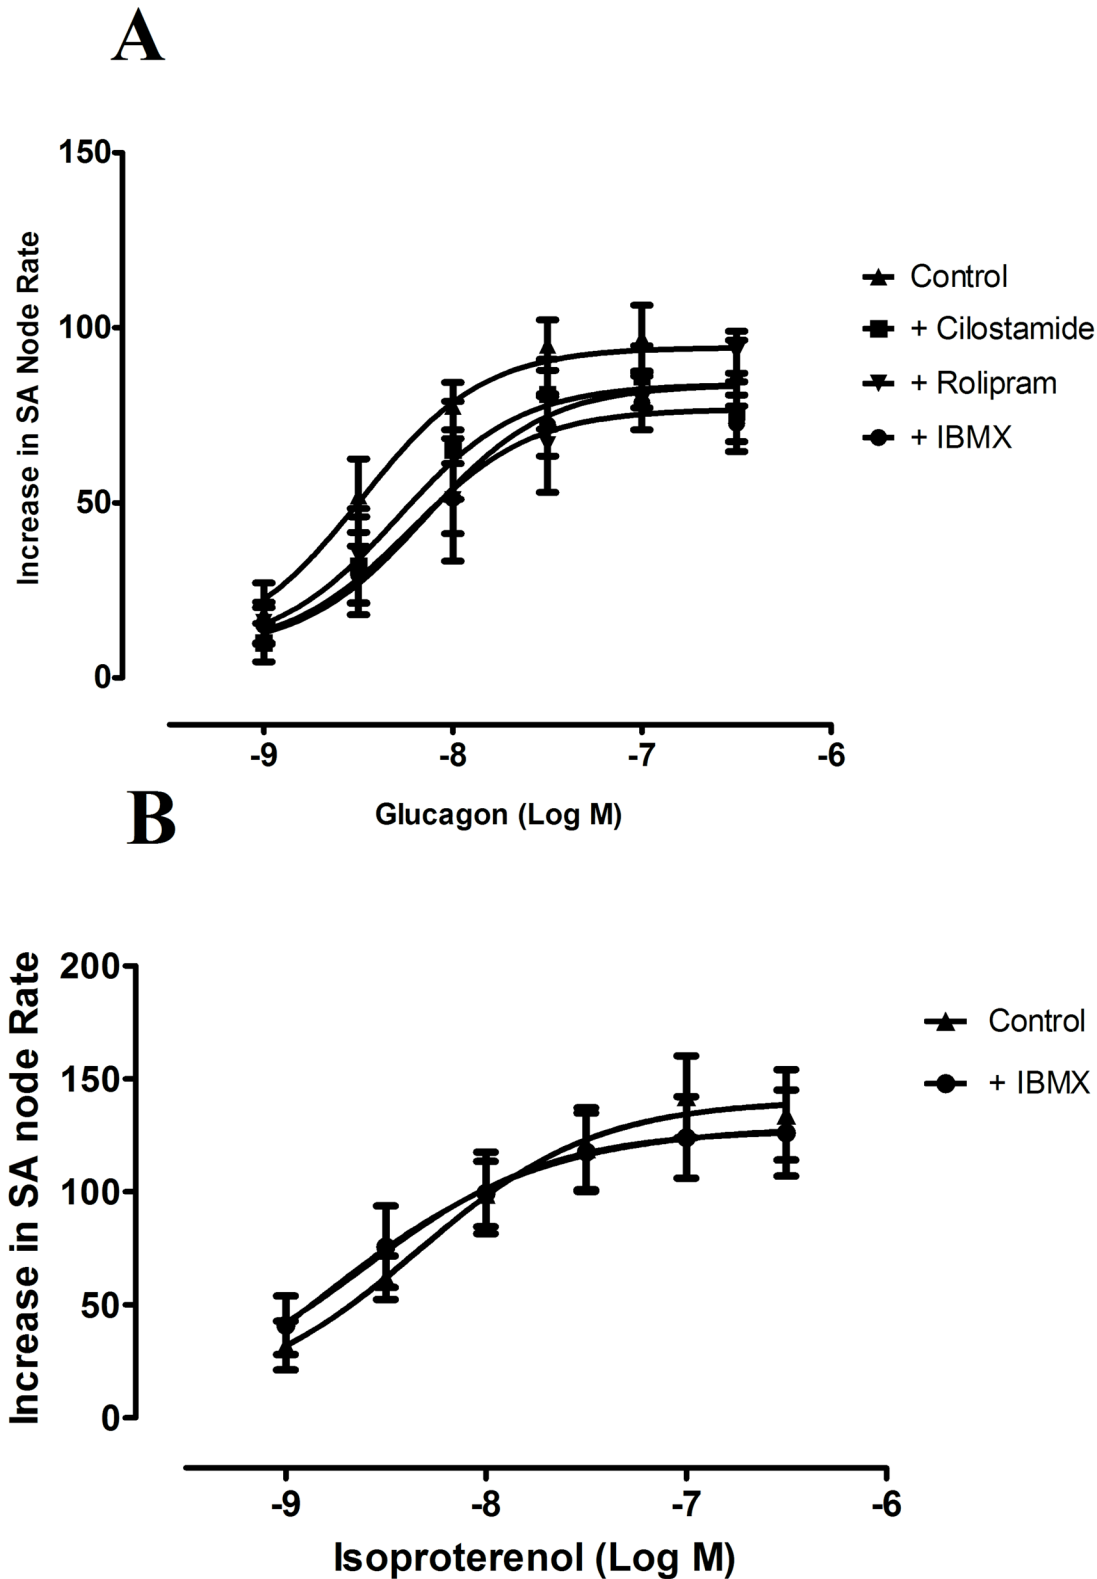 A
150
100
50
0
Increase in SA Node Rate
Control
+ Cilostamide
+ Rolipram
+ IBMX
-9 -8 -7 -6
Glucagon (Log M)
B
200
150
100
50
0
Increase in SA node Rate
Control
+ IBMX
-9 -8 -7 -6
Isoproterenol (Log M)